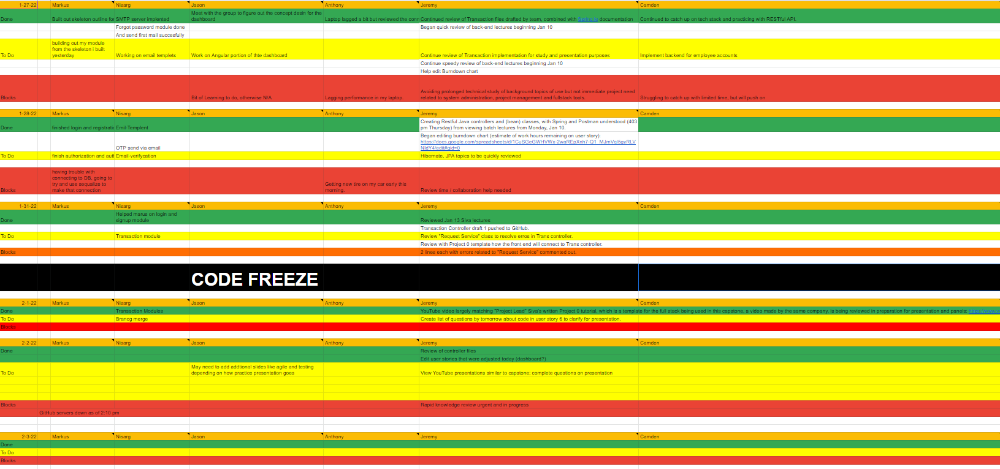 1-27-22 Markus Nisarg Jason Anthony Jeremy Camden
Meet with the group to figure out the concept desin for the
Done Built out skeleton outline for SMTP server implented dashboard Laptop lagged a bit but reviewed the conn Continued review of Transaction files drafted by team, combined with Spring.io documentation Continued to catch up on tech stack and practicing with RESTful API.
Forgot password module done Began quick review of back-end lectures beginning Jan 10
And send first mail succesfully
building out my module
from the skeleton i built
To Do yesterday Working on email templets Work on Angular portion of thte dashboard Continue review of Transaction implementation for study and presentation purposes Implement backend for employee accounts
Continue speedy review of back-end lectures beginning Jan 10
Help edit Burndown chart
Avoiding prolonged technical study of background topics of use but not immediate project need
Blocks Bit of Learning to do, otherwise N/A Lagging performance in my laptop. related to system administration, project management and fullstack tools. Struggling to catch up with limited time, but will push on
1-28-22 Markus Nisarg Jason Anthony Jeremy Camden
Creating Restful Java controllers and (bean) classes, with Spring and Postman understood (403
Done finished login and registratic Emil-Templent pm Thursday) from viewing batch lectures from Monday, Jan 10.
Began editing burndown chart (estimate of work hours remaining on user story):
https://docs.google.com/spreadsheets/d/
OTP send via email
To Do finish authorization and auth Email-verifycation Hibernate, JPA topics to be quickly reviewed
having trouble with
connecting to DB, going to
try and use sequalize to Getting new tire on my car early this
Blocks make that connection morning. Review time / collaboration help needed
1-31-22 Markus Nisarg Jason Anthony Jeremy Camden
Helped marus on login and
Done signup module Reviewed Jan 13 Siva lectures
Transaction Controller draft 1 pushed to GitHub.
To Do Transaction module Review "Request Service" class to resolve erros in Trans controller.
Review with Project 0 template how the front end will connect to Trans controller.
Blocks 2 lines each with errors related to "Request Service" commented out.
CODE FREEZE
2-1-22 Markus Nisarg Jason Anthony Jeremy Camden
Done Transaction Modules YouTube video largely matching "Project Lead" Siva's written Project 0 tutorial, which is a template for the full stack being used in this capstone, a video made by the same company, is being reviewed in preparation for presentation and panels: https://www.
To Do Brancg merge Create list of questions by tomorrow about code in user story 6 to clarify for presentation.
Blocks
2-2-22 Markus Nisarg Jason Anthony Jeremy Camden
Done Review of controller files
Edit user stories that were adjusted today (dashboard?)
May need to add addtional slides like agile and testing
To Do depending on how practice presentation goes View YouTube presentations similar to capstone; complete questions on presentation
Blocks Rapid knowledge review urgent and in progress
GitHub servers down as of 2:10 pm
2-3-22 Markus Nisarg Jason Anthony Jeremy Camden
Done
To Do
Blocks